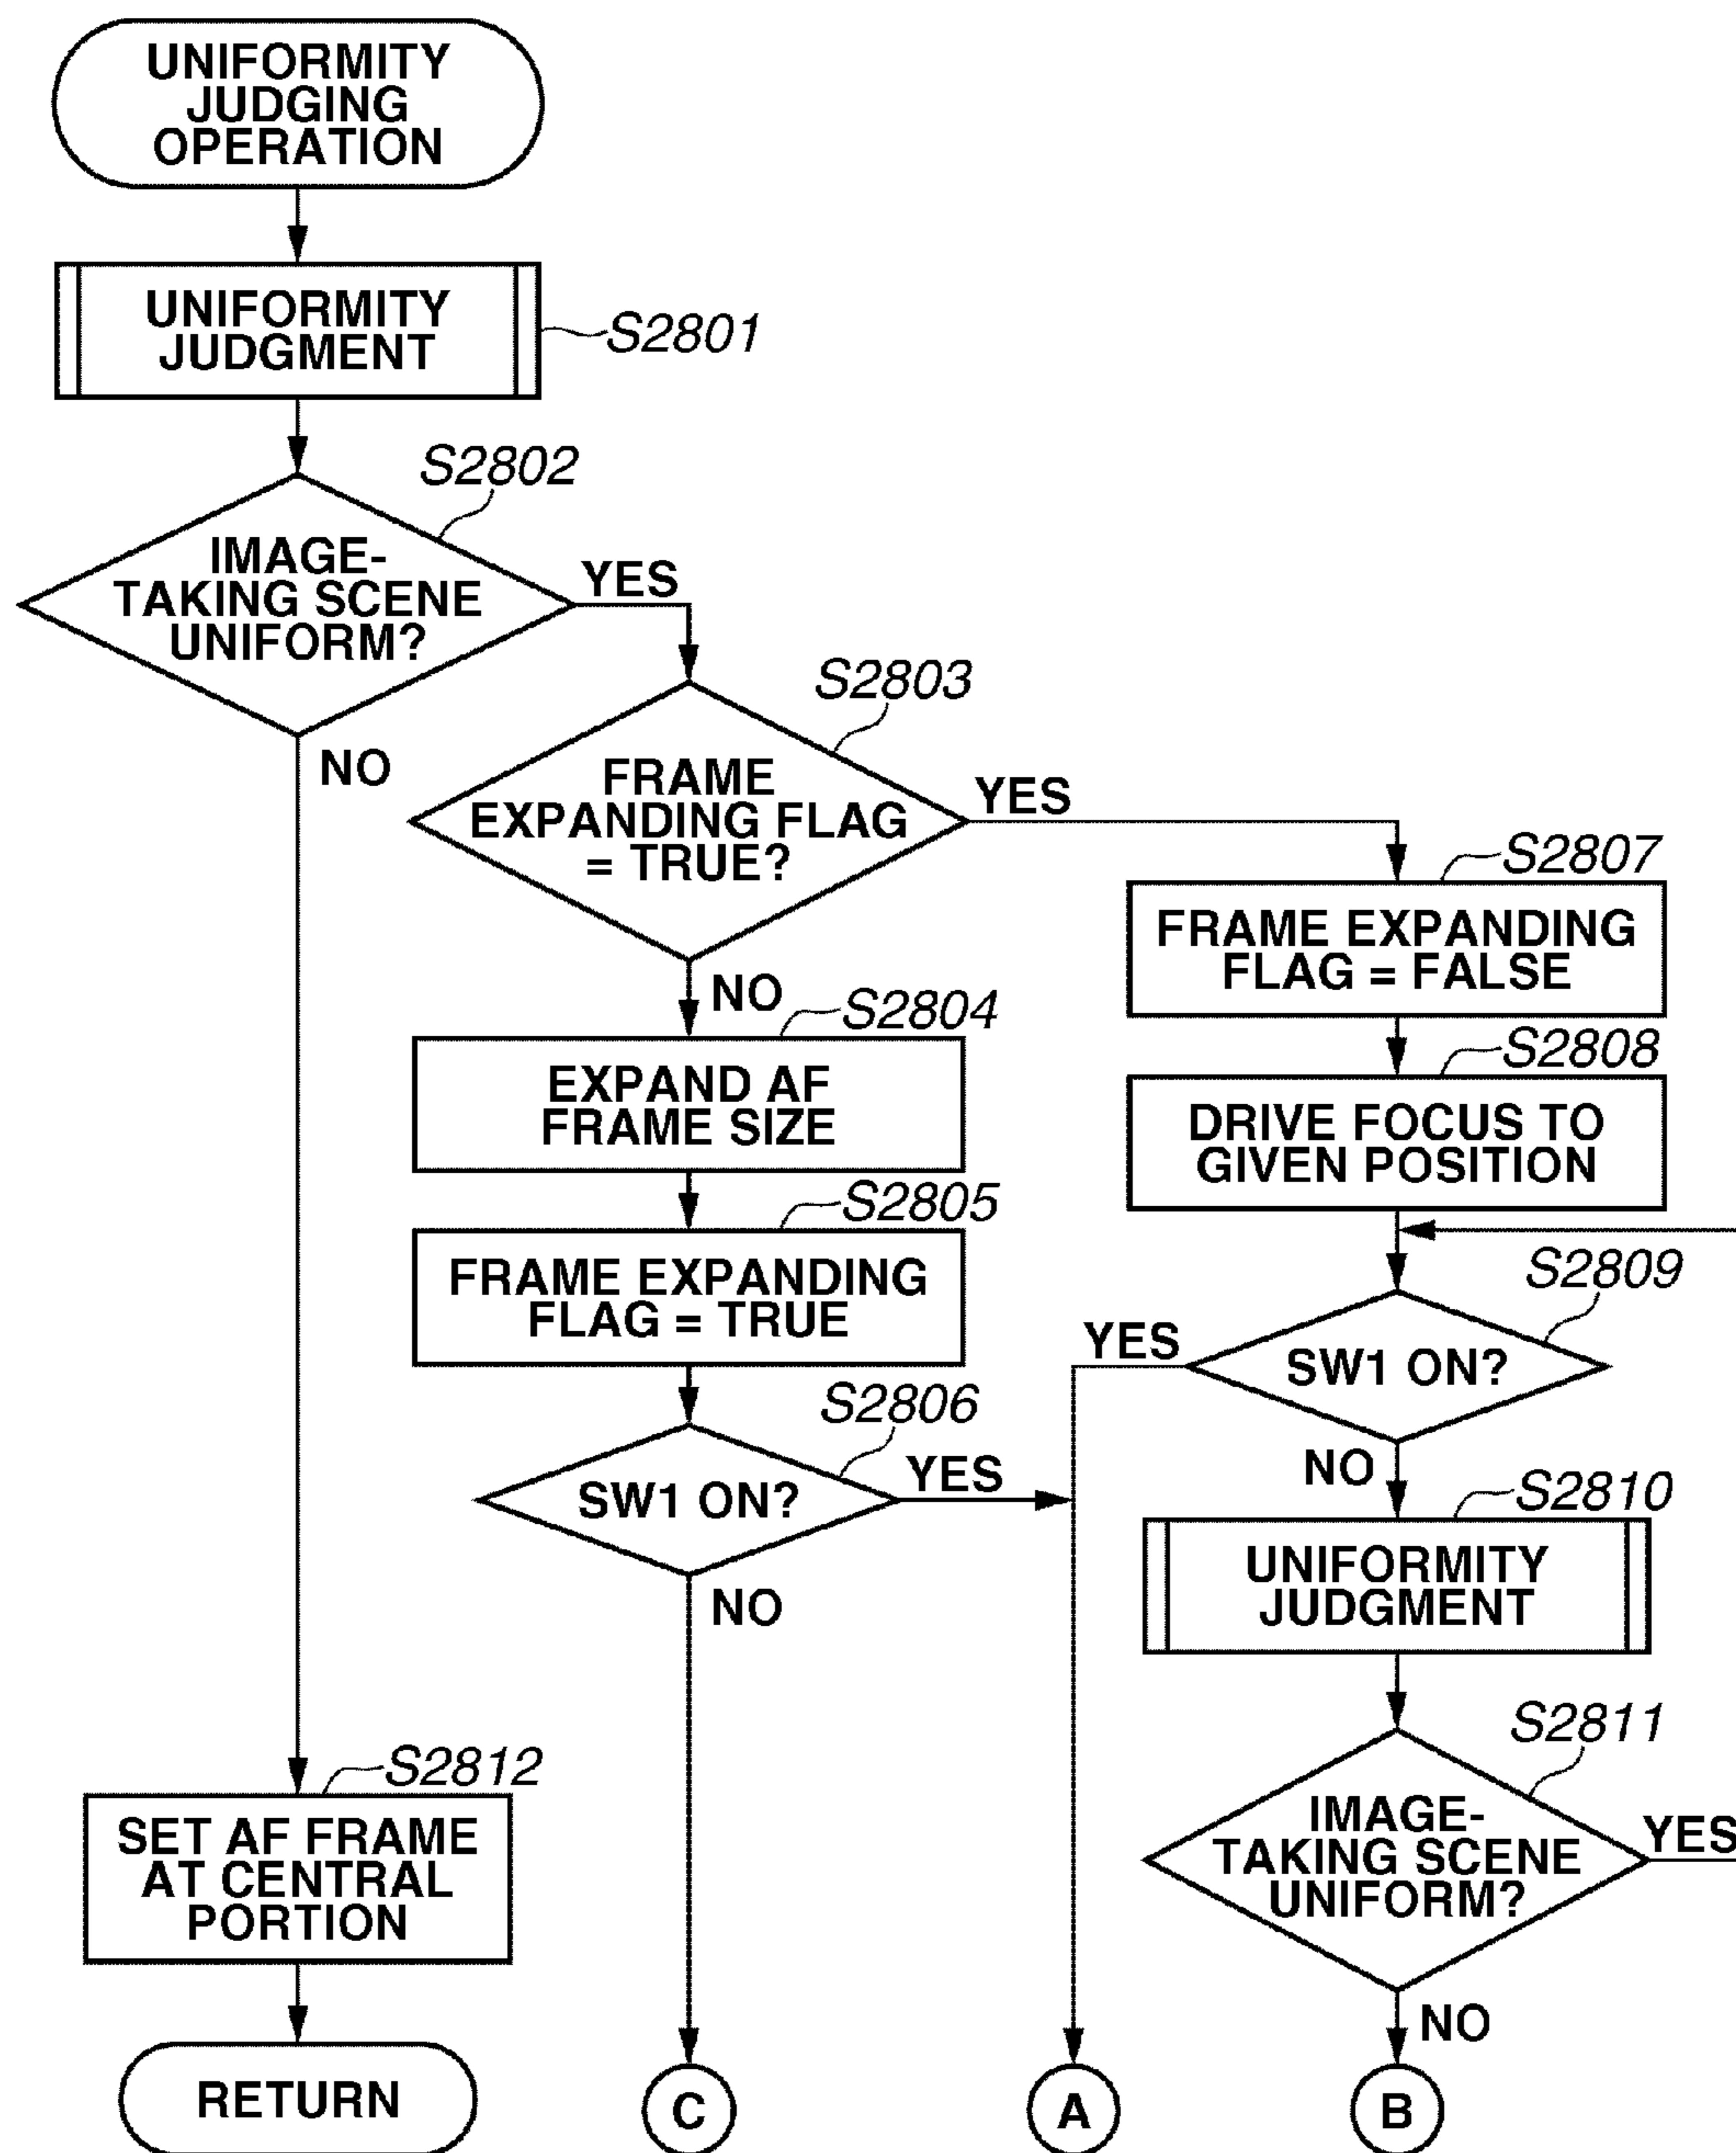 UNIFORMITY
JUDGING
OPERATION
UNIFORMITY
JUDGMENT
S2801
S2802
IMAGE-
TAKING SCENE
UNIFORM?
YES
NO
S2803
FRAME
EXPANDING FLAG
= TRUE?
YES
NO
S2804
EXPAND AF
FRAME SIZE
S2805
FRAME EXPANDING
FLAG = TRUE
S2806
SW1 ON?
YES
NO
S2807
FRAME EXPANDING
FLAG = FALSE
S2808
DRIVE FOCUS TO
GIVEN POSITION
S2809
YES
SW1 ON?
NO
S2810
UNIFORMITY
JUDGMENT
S2811
IMAGE-
TAKING SCENE
UNIFORM?
YES
NO
S2812
SET AF FRAME
AT CENTRAL
PORTION
RETURN
C
A
B